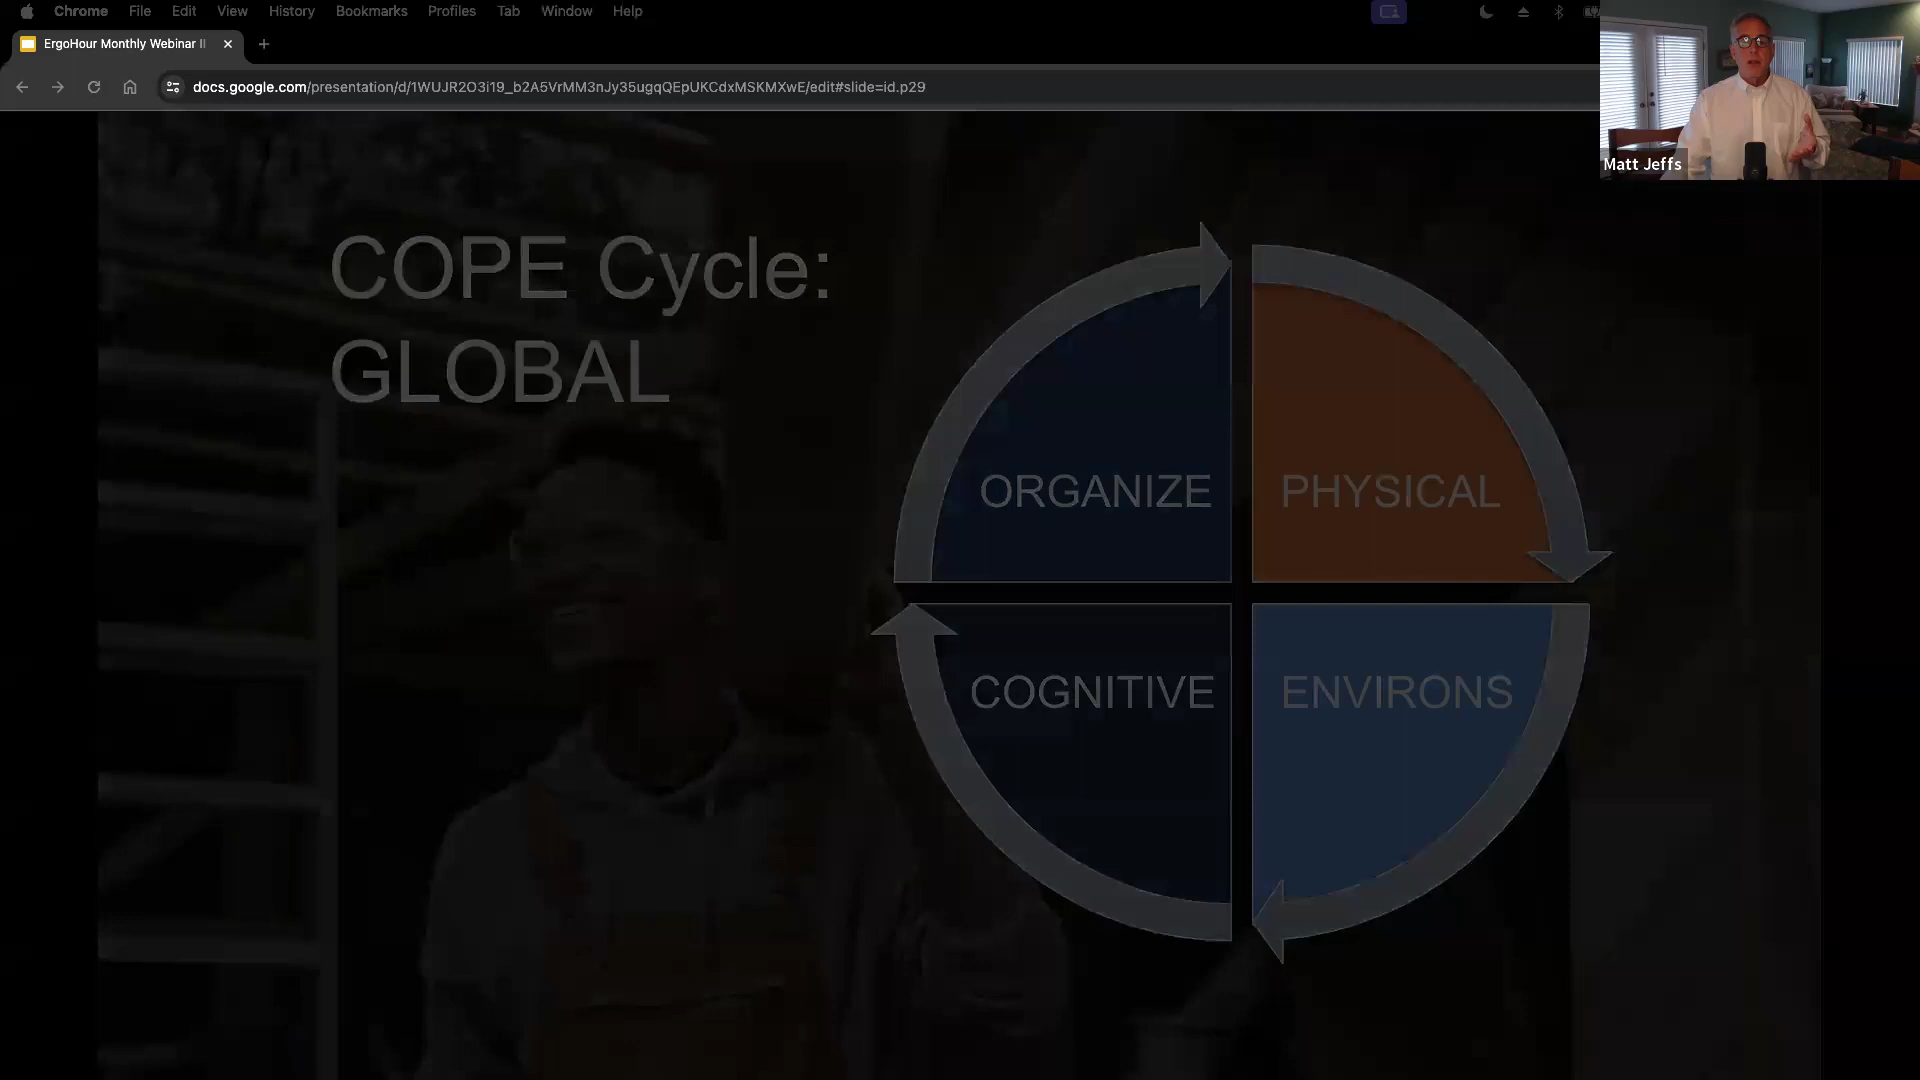 Chrome File Edit View History Bookmarks Profiles Tab Window Help
ErgoHour Monthly Webinar
docs.google.com/presentation/d/1WUJR2O3i19_b2A5VrMM3nJy35ugqQEpUKCdxMSKMXwE/edit#slide=id.p29
Matt Jeffs
COPE Cycle:
GLOBAL
ORGANIZE
PHYSICAL
COGNITIVE
ENVIRONS